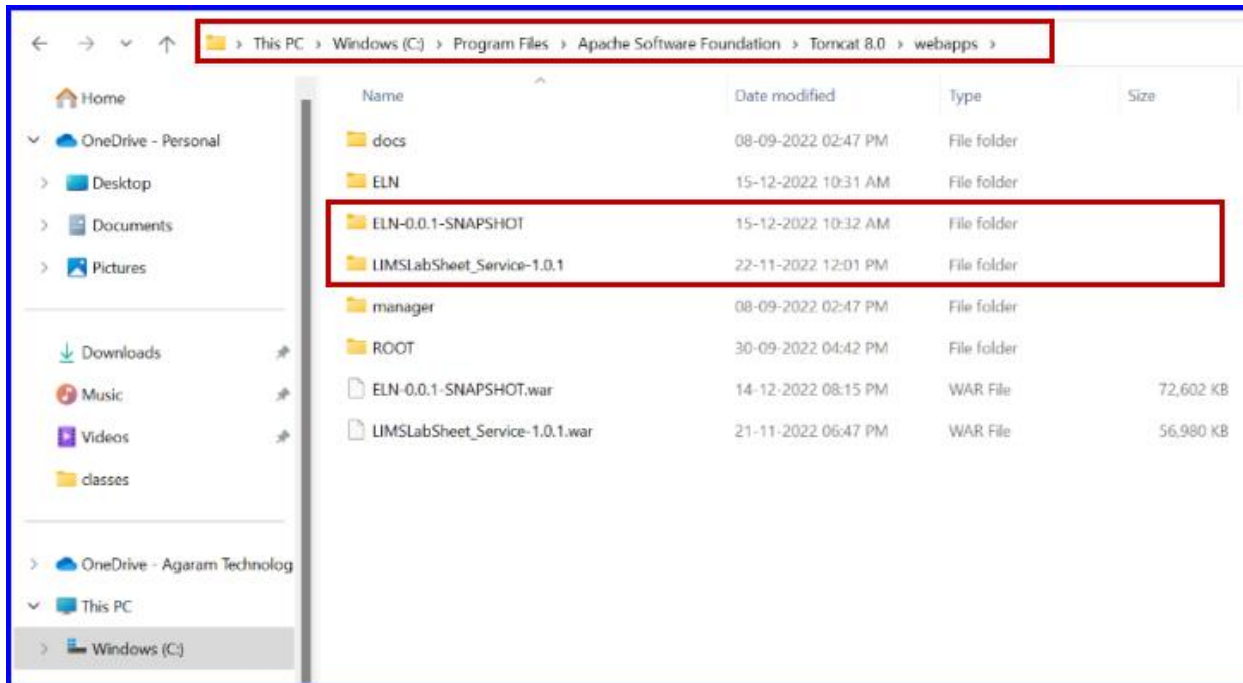 This PC > Windows (C:) > Program Files > Apache Software Foundation > Tomcat 8.0 > webapps >
Home
OneDrive - Personal
Desktop
Documents
Pictures
Downloads
Music
Videos
classes
OneDrive - Agaram Technolog
This PC
Windows (C:)
Name Date modified Type Size
docs 08-09-2022 02:47 PM File folder
ELN 15-12-2022 10:31 AM File folder
ELN-0.0.1-SNAPSHOT 15-12-2022 10:32 AM File folder
LIMSLabSheet_Service-1.0.1 22-11-2022 12:01 PM File folder
manager 08-09-2022 02:47 PM File folder
ROOT 30-09-2022 04:42 PM File folder
ELN-0.0.1-SNAPSHOT.war 14-12-2022 08:15 PM WAR File 72,602 KB
LIMSLabSheet_Service-1.0.1.war 21-11-2022 06:47 PM WAR File 56,980 KB